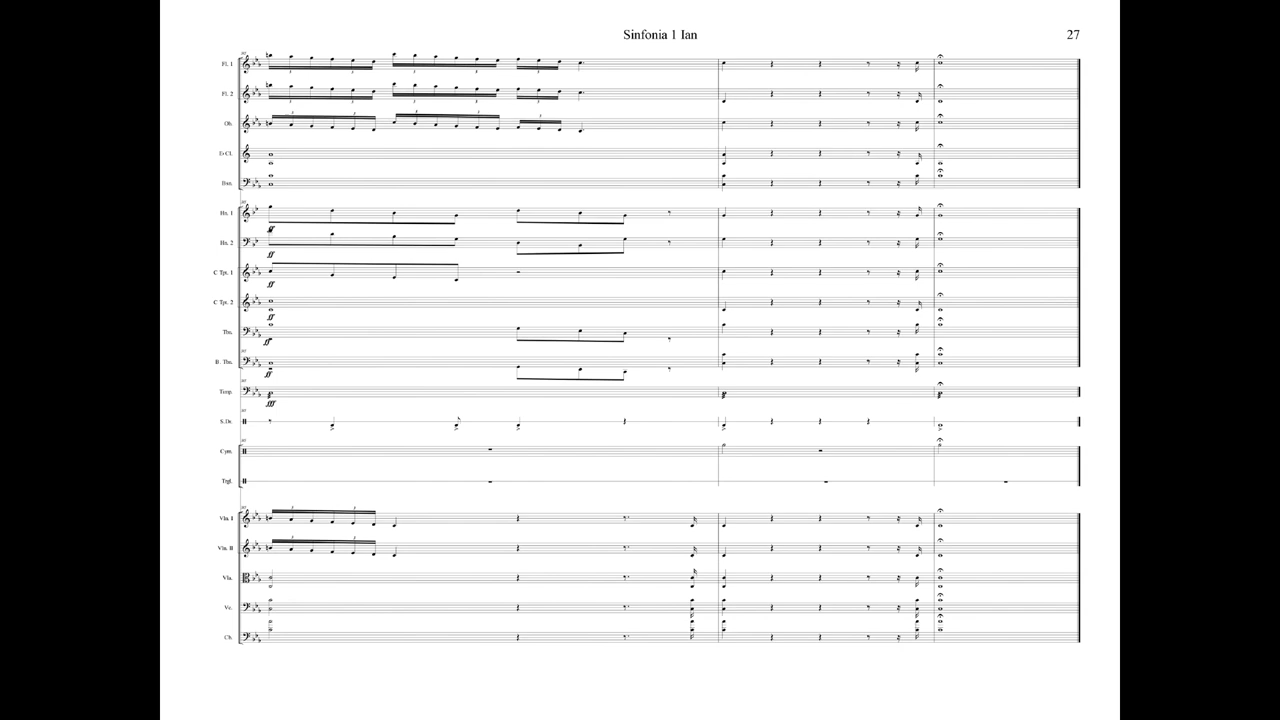 Sinfonia 1 Ian
27
Fl. 1
Fl. 2
Ob.
E♭ Cl.
Bsn.
Hn. 1
ff
Hn. 2
ff
C Tpt. 1
ff
C Tpt. 2
ff
Tbn.
ff
B. Tbn.
ff
Timp.
fff
S.Dr.
Cym.
Trgl.
Vln. I
Vln. II
Vla.
Vc.
Cb.